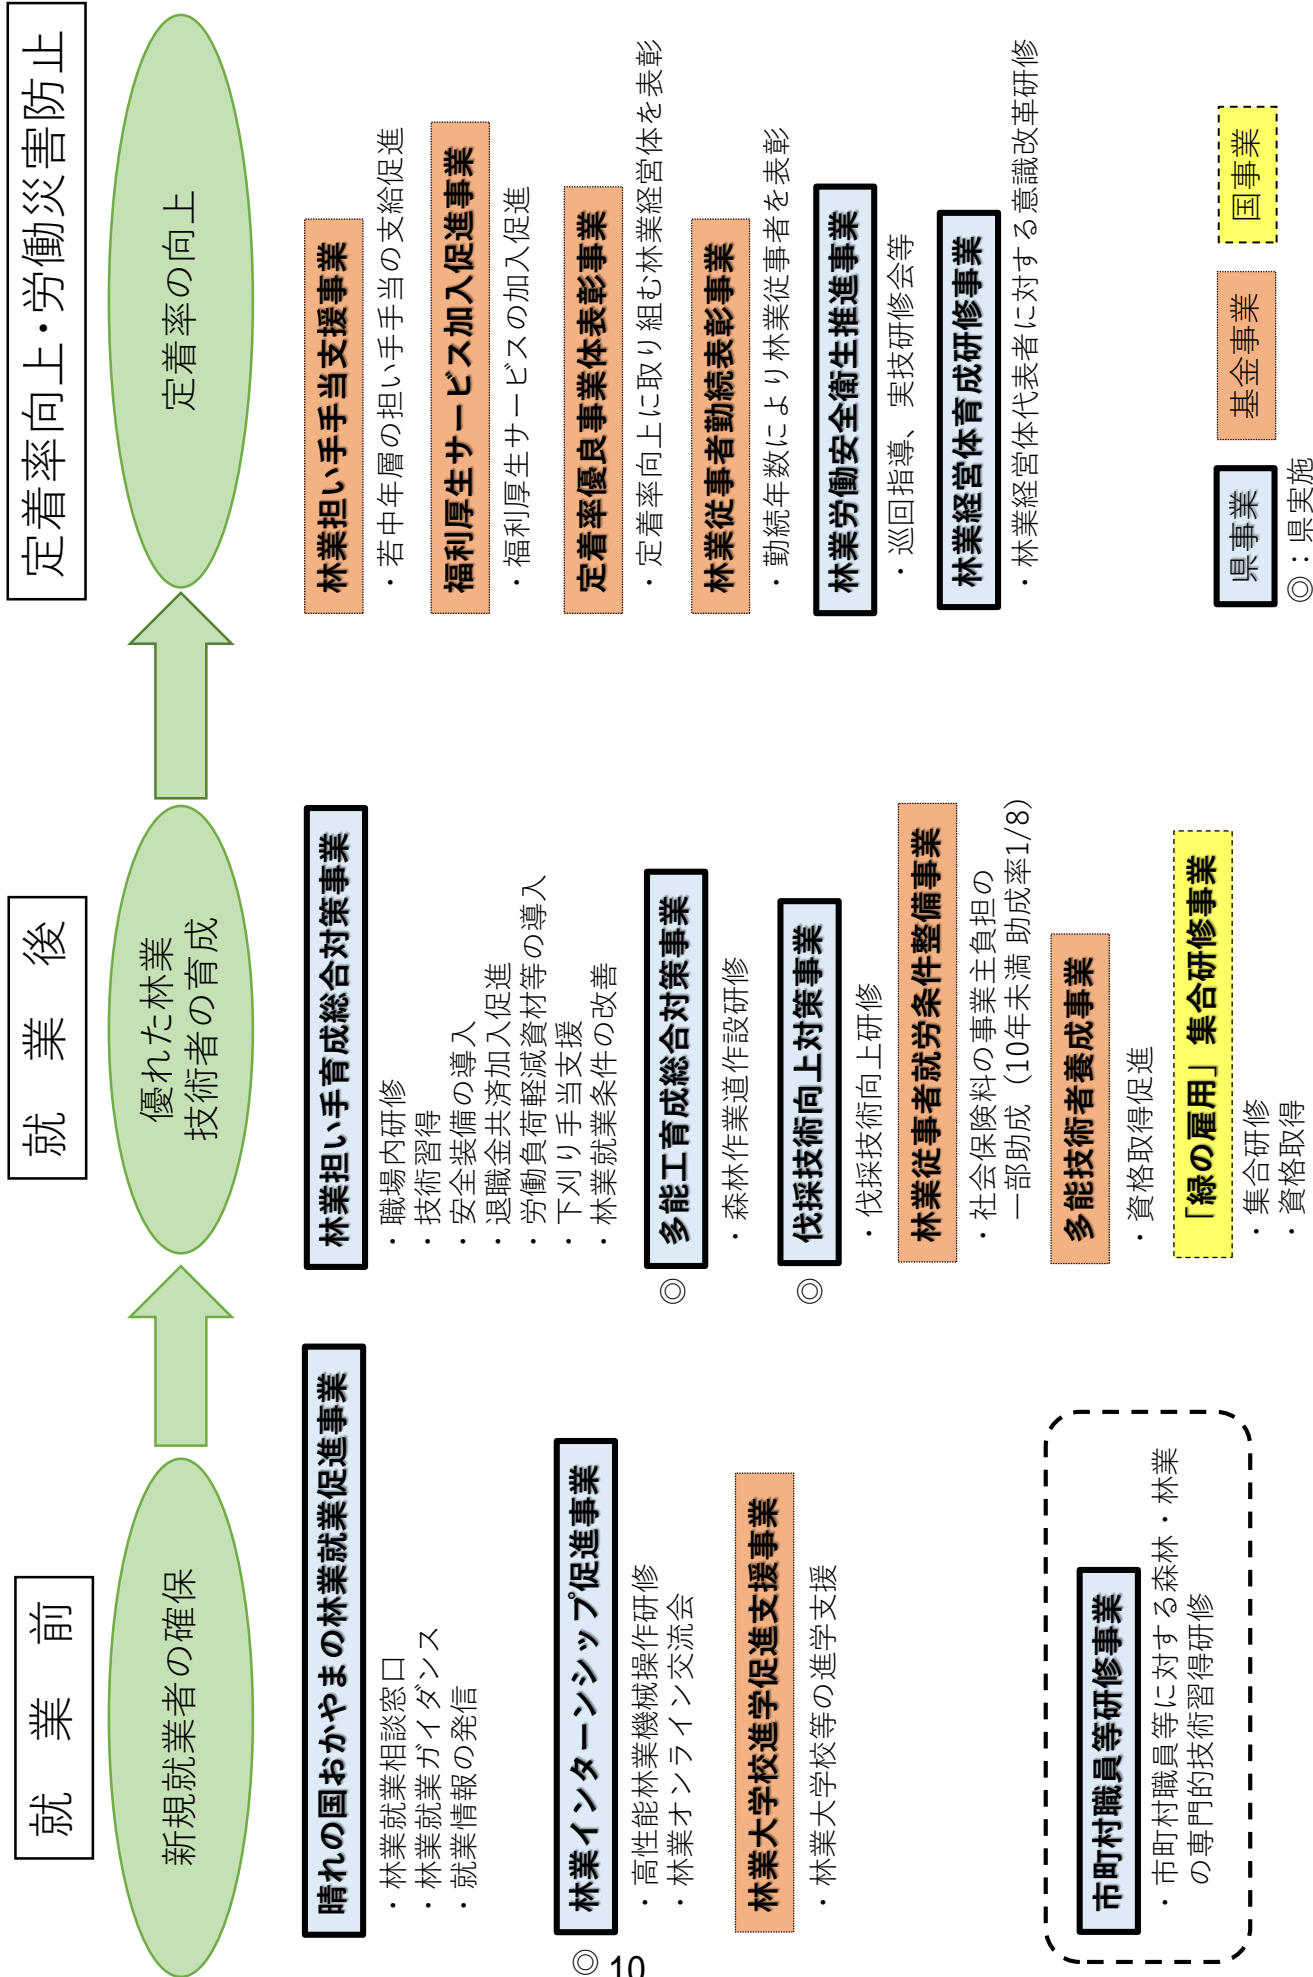 就　業　前
新規就業者の確保
晴れの国おかやまの林業就業促進事業
・林業就業相談窓口
・林業就業ガイダンス
・就業情報の発信
◎
林業インターンシップ促進事業
・高性能林業機械操作研修
・林業オンライン交流会
林業大学校進学促進支援事業
・林業大学校等の進学支援
市町村職員等研修事業
・市町村職員等に対する森林・林業
の専門的技術習得研修
就　業　後
優れた林業
技術者の育成
林業担い手育成総合対策事業
・職場内研修
・技術習得
・安全装備の導入
・退職金共済加入促進
・労働負荷軽減資材等の導入
・下刈り手当支援
・林業就業条件の改善
◎
多能工育成総合対策事業
・森林作業道作設研修
◎
伐採技術向上対策事業
・伐採技術向上研修
林業従事者就労条件整備事業
・社会保険料の事業主負担の
一部助成（10年未満 助成率1/8）
多能技術者養成事業
・資格取得促進
「緑の雇用」集合研修事業
・集合研修
・資格取得
定着率向上・労働災害防止
定着率の向上
林業担い手手当支援事業
・若中年層の担い手手当の支給促進
福利厚生サービス加入促進事業
・福利厚生サービスの加入促進
定着率優良事業体表彰事業
・定着率向上に取り組む林業経営体を表彰
林業従事者勤続表彰事業
・勤続年数により林業従事者を表彰
林業労働安全衛生推進事業
・巡回指導、実技研修会等
林業経営体育成研修事業
・林業経営体代表者に対する意識改革研修
県事業
基金事業
国事業
◎：県実施
10